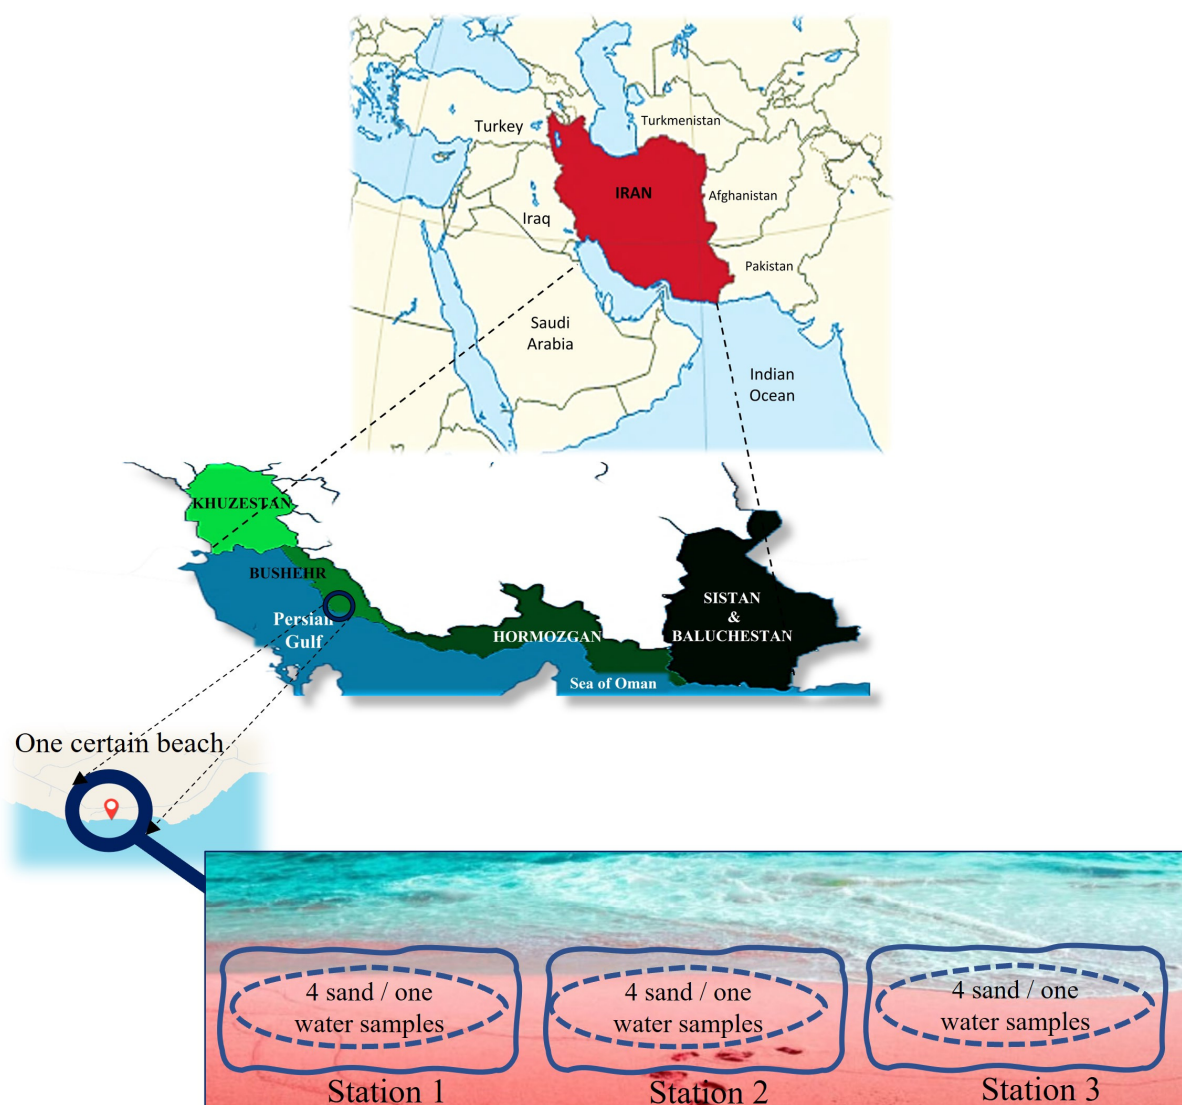 Turkey
Turkmenistan
IRAN
Afghanistan
Iraq
Pakistan
Saudi
Arabia
Indian
Ocean
KHUZESTAN
BUSHEHR
Persian
Gulf
HORMOZGAN
SISTAN
&
BALUCHESTAN
Sea of Oman
One certain beach
4 sand / one
water samples
4 sand / one
water samples
4 sand / one
water samples
Station 1
Station 2
Station 3